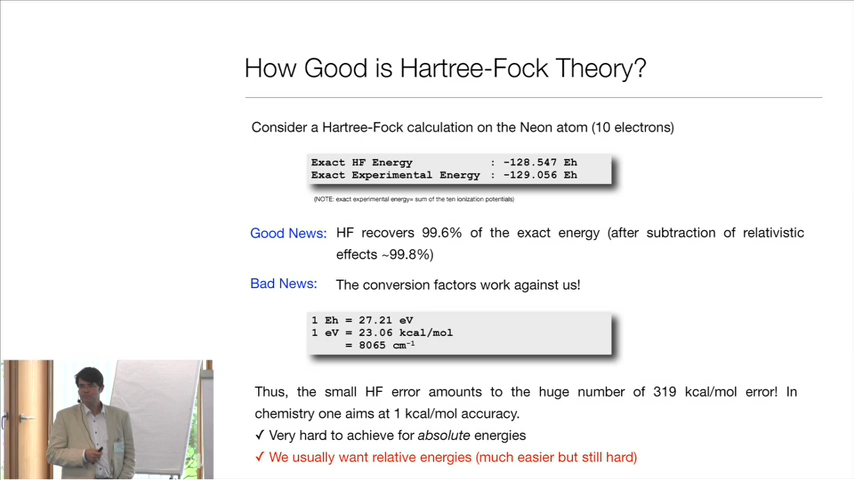 How Good is Hartree-Fock Theory?
Consider a Hartree-Fock calculation on the Neon atom (10 electrons)
Exact HF Energy : -128.547 Eh
Exact Experimental Energy : -129.056 Eh
(NOTE: exact experimental energy= sum of the ten ionization potentials)
Good News: HF recovers 99.6% of the exact energy (after subtraction of relativistic
effects ~99.8%)
Bad News: The conversion factors work against us!
1 Eh = 27.21 eV
1 eV = 23.06 kcal/mol
= 8065 cm⁻¹
Thus, the small HF error amounts to the huge number of 319 kcal/mol error! In
chemistry one aims at 1 kcal/mol accuracy.
✓ Very hard to achieve for absolute energies
✓ We usually want relative energies (much easier but still hard)